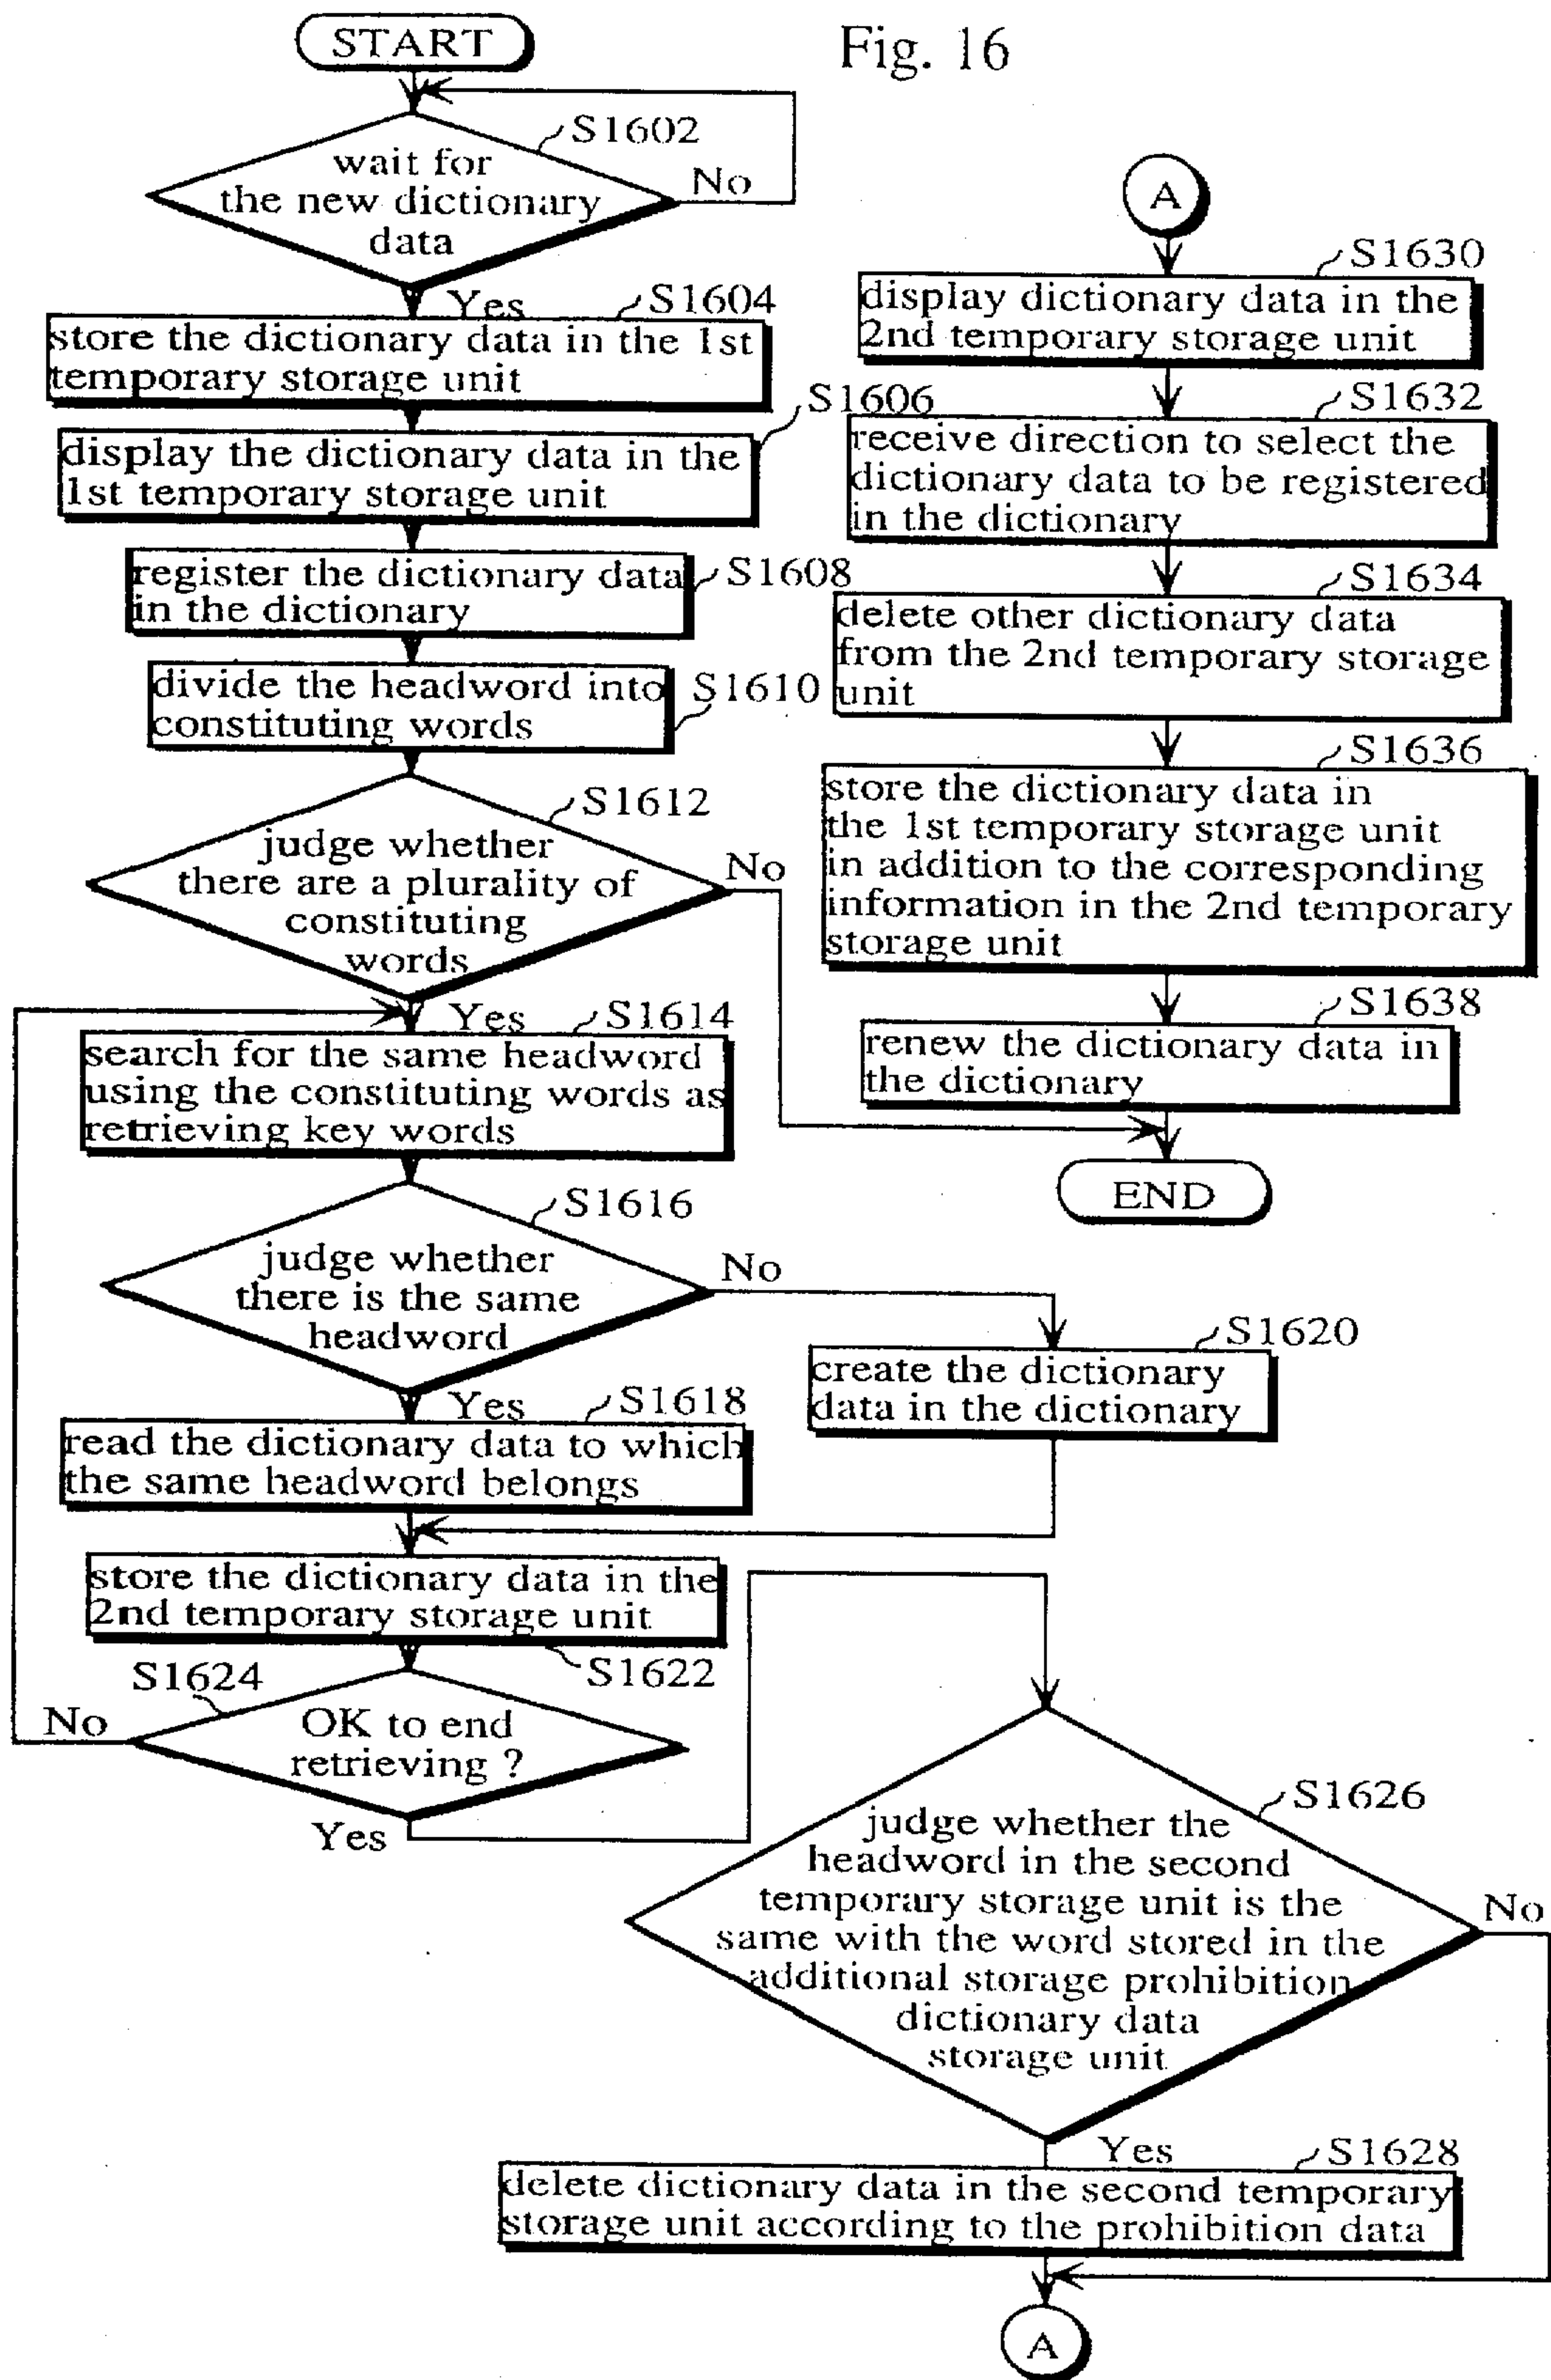 Fig. 16
START
S1602
wait for
the new dictionary
data
No
Yes
S1604
store the dictionary data in the 1st
temporary storage unit
S1606
display the dictionary data in the
1st temporary storage unit
register the dictionary data
in the dictionary
S1608
divide the headword into
constituting words
S1610
S1612
judge whether
there are a plurality of
constituting
words
No
Yes
S1614
search for the same headword
using the constituting words as
retrieving key words
S1616
judge whether
there is the same
headword
No
Yes
S1618
read the dictionary data to which
the same headword belongs
S1620
create the dictionary
data in the dictionary
store the dictionary data in the
2nd temporary storage unit
S1622
S1624
OK to end
retrieving ?
No
Yes
S1626
judge whether the
headword in the second
temporary storage unit is the
same with the word stored in the
additional storage prohibition
dictionary data
storage unit
No
Yes
S1628
delete dictionary data in the second temporary
storage unit according to the prohibition data
A
A
S1630
display dictionary data in the
2nd temporary storage unit
S1632
receive direction to select the
dictionary data to be registered
in the dictionary
S1634
delete other dictionary data
from the 2nd temporary storage
unit
S1636
store the dictionary data in
the 1st temporary storage unit
in addition to the corresponding
information in the 2nd temporary
storage unit
S1638
renew the dictionary data in
the dictionary
END